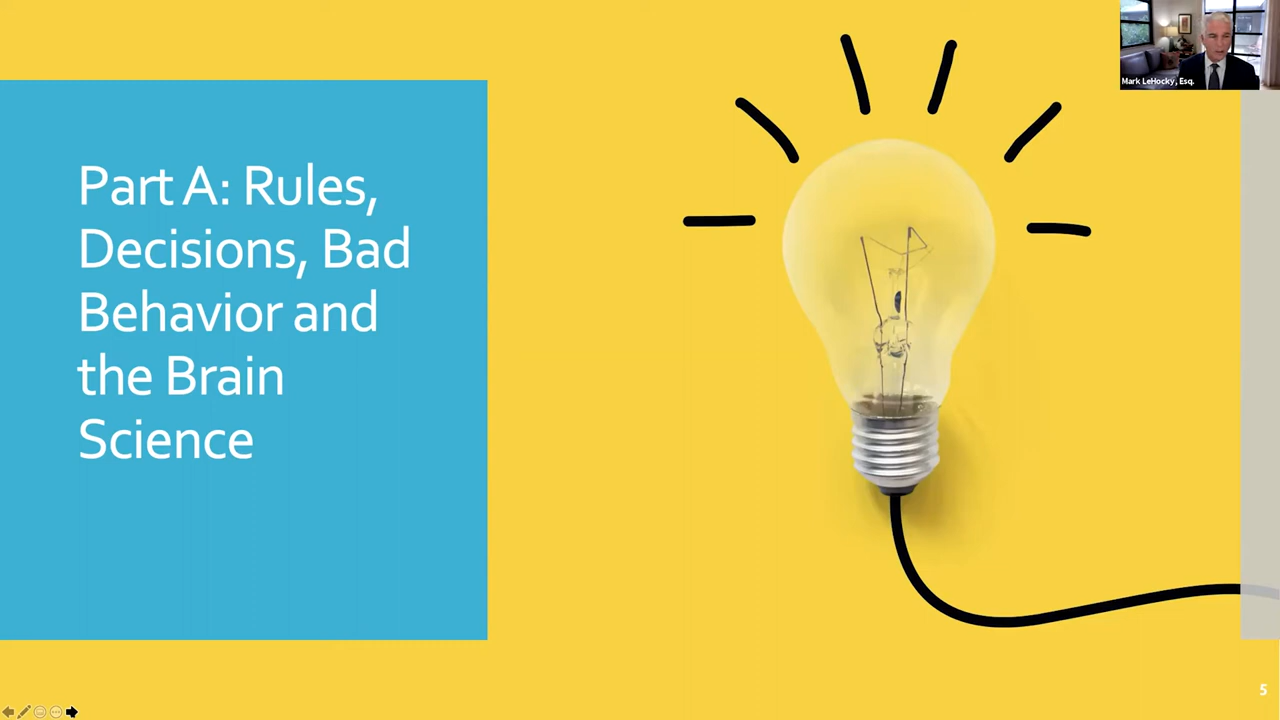 Mark LeHocky, Esq.
Part A: Rules,
Decisions, Bad
Behavior and
the Brain
Science
5